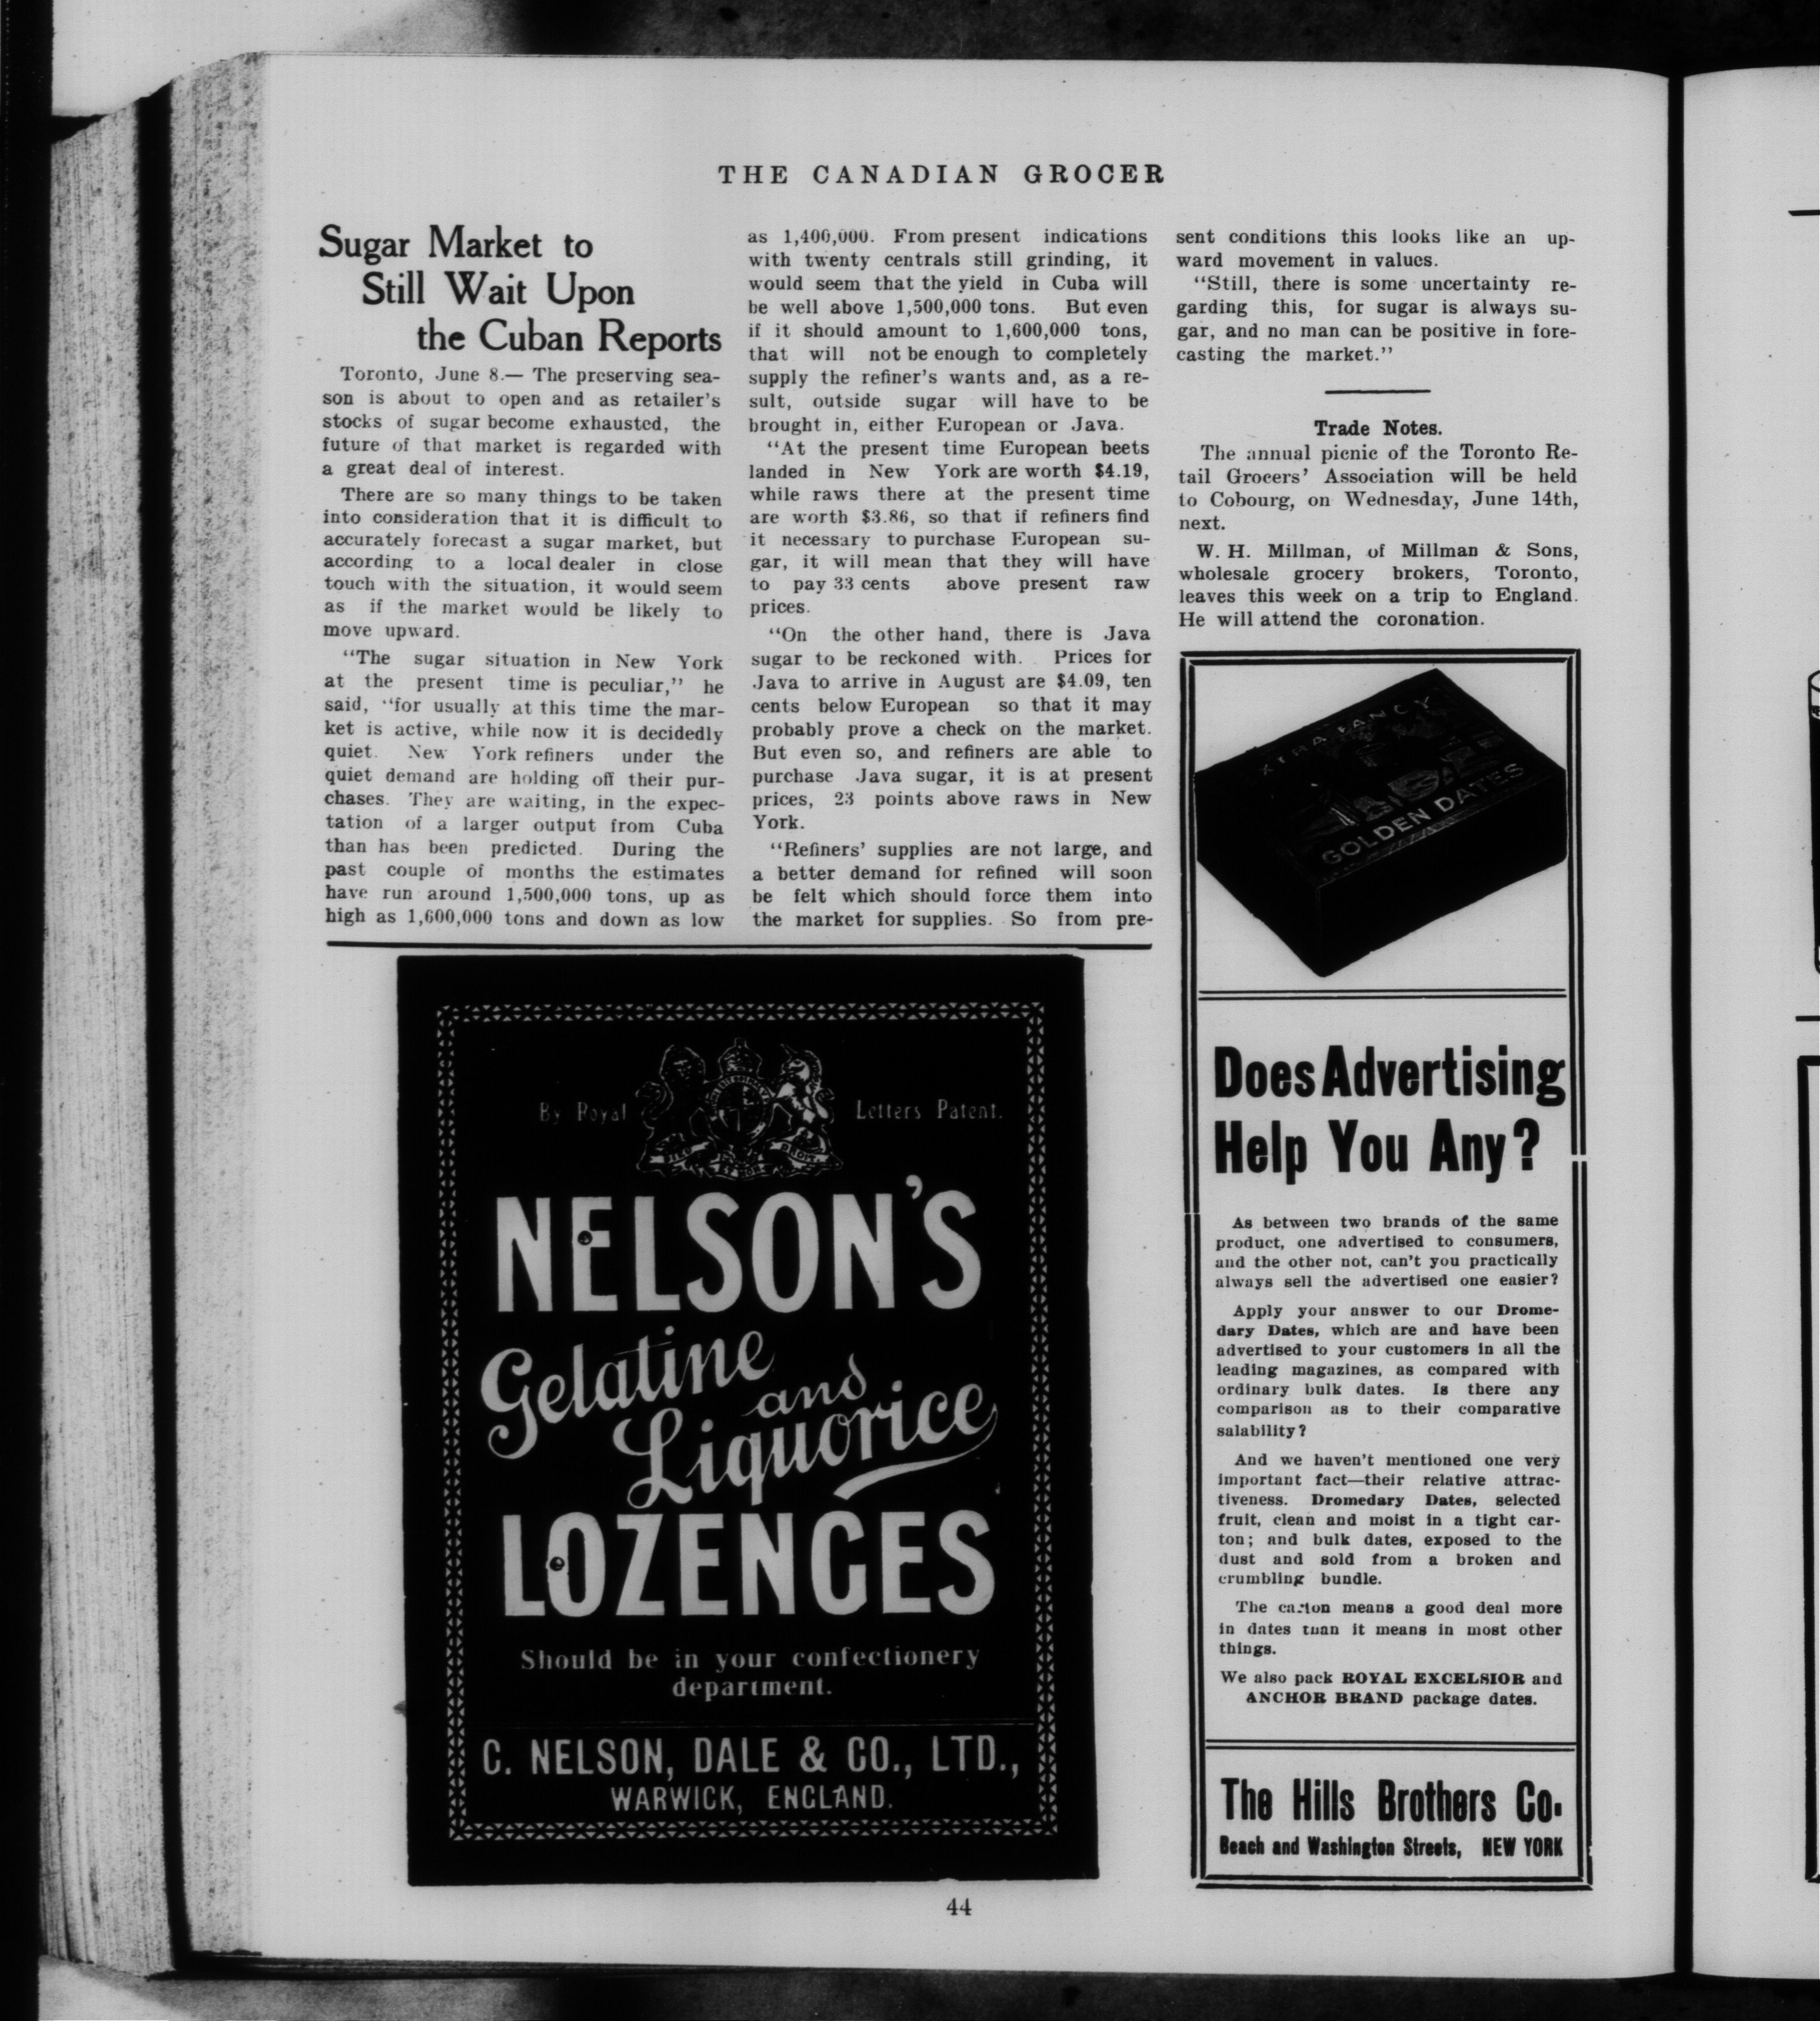 THE CANADIAN GROCER
Sugar Market to
Still Wait Upon
the Cuban Reports
Toronto, June 8.— The preserving sea-
son is about to open and as retailer's
stocks of sugar become exhausted, the
future of that market is regarded with
a great deal of interest.
There are so many things to be taken
into consideration that it is difficult to
accurately forecast a sugar market, but
according to a local dealer in close
touch with the situation, it would seem
as if the market would be likely to
move upward.
"The sugar situation in New York
at the present time is peculiar," he
said, "for usually at this time the mar-
ket is active, while now it is decidedly
quiet. New York refiners under the
quiet demand are holding off their pur-
chases. They are waiting, in the expec-
tation of a larger output from Cuba
than has been predicted. During the
past couple of months the estimates
have run around 1,500,000 tons, up as
high as 1,600,000 tons and down as low
as 1,400,000. From present indications
with twenty centrals still grinding, it
would seem that the yield in Cuba will
be well above 1,500,000 tons. But even
if it should amount to 1,600,000 tons,
that will not be enough to completely
supply the refiner's wants and, as a re-
sult, outside sugar will have to be
brought in, either European or Java.
"At the present time European beets
landed in New York are worth $4.19,
while raws there at the present time
are worth $3.86, so that if refiners find
it necessary to purchase European su-
gar, it will mean that they will have
to pay 33 cents above present raw
prices.
"On the other hand, there is Java
sugar to be reckoned with. Prices for
Java to arrive in August are $4.09, ten
cents below European so that it may
probably prove a check on the market.
But even so, and refiners are able to
purchase Java sugar, it is at present
prices, 23 points above raws in New
York.
"Refiners' supplies are not large, and
a better demand for refined will soon
be felt which should force them into
the market for supplies. So from pre-
sent conditions this looks like an up-
ward movement in values.
"Still, there is some uncertainty re-
garding this, for sugar is always su-
gar, and no man can be positive in fore-
casting the market."
Trade Notes.
The annual picnic of the Toronto Re-
tail Grocers' Association will be held
to Cobourg, on Wednesday, June 14th,
next.
W. H. Millman, of Millman & Sons,
wholesale grocery brokers, Toronto,
leaves this week on a trip to England.
He will attend the coronation.
By Royal Letters Patent.
NELSON'S
Gelatine
and
Liquorice
LOZENGES
Should be in your confectionery
department.
C. NELSON, DALE & CO., LTD.,
WARWICK, ENGLAND.
XTRA FANCY
GOLDEN DATES
Does Advertising
Help You Any?
As between two brands of the same
product, one advertised to consumers,
and the other not, can't you practically
always sell the advertised one easier?
Apply your answer to our Drome-
dary Dates, which are and have been
advertised to your customers in all the
leading magazines, as compared with
ordinary bulk dates. Is there any
comparison as to their comparative
salability?
And we haven't mentioned one very
important fact—their relative attrac-
tiveness. Dromedary Dates, selected
fruit, clean and moist in a tight car-
ton; and bulk dates, exposed to the
dust and sold from a broken and
crumbling bundle.
The carton means a good deal more
in dates than it means in most other
things.
We also pack ROYAL EXCELSIOR and
ANCHOR BRAND package dates.
The Hills Brothers Co.
Beach and Washington Streets, NEW YORK
44